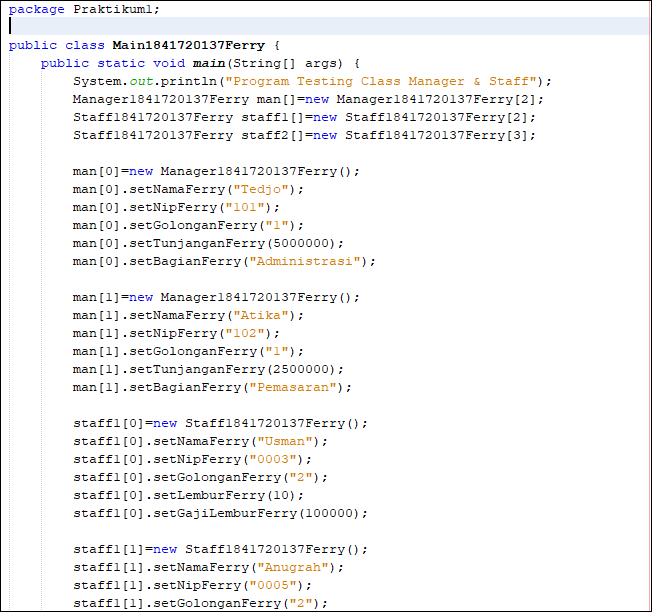 package Praktikum1;
public class Main1841720137Ferry {
public static void main(String[] args) {
System.out.println("Program Testing Class Manager & Staff");
Manager1841720137Ferry man[]=new Manager1841720137Ferry[2];
Staff1841720137Ferry staff1[]=new Staff1841720137Ferry[2];
Staff1841720137Ferry staff2[]=new Staff1841720137Ferry[3];
man[0]=new Manager1841720137Ferry();
man[0].setNamaFerry("Tedjo");
man[0].setNipFerry("101");
man[0].setGolonganFerry("1");
man[0].setTunjanganFerry(5000000);
man[0].setBagianFerry("Administrasi");
man[1]=new Manager1841720137Ferry();
man[1].setNamaFerry("Atika");
man[1].setNipFerry("102");
man[1].setGolonganFerry("1");
man[1].setTunjanganFerry(2500000);
man[1].setBagianFerry("Pemasaran");
staff1[0]=new Staff1841720137Ferry();
staff1[0].setNamaFerry("Usman");
staff1[0].setNipFerry("0003");
staff1[0].setGolonganFerry("2");
staff1[0].setLemburFerry(10);
staff1[0].setGajiLemburFerry(100000);
staff1[1]=new Staff1841720137Ferry();
staff1[1].setNamaFerry("Anugrah");
staff1[1].setNipFerry("0005");
staff1[1].setGolonganFerry("2");